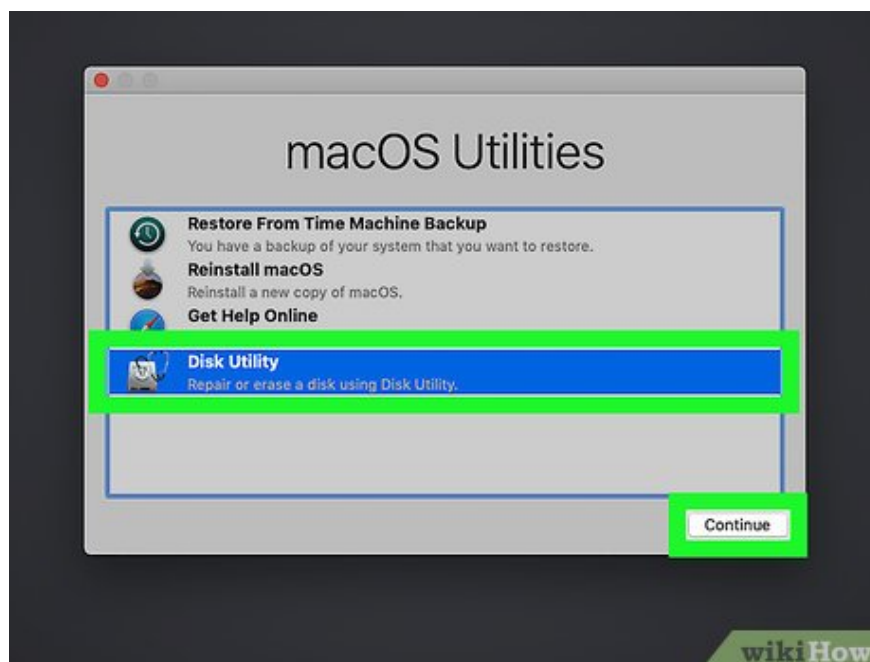 macOS Utilities
Restore From Time Machine Backup
You have a backup of your system that you want to restore.
Reinstall macOS
Reinstall a new copy of macOS.
Get Help Online
Disk Utility
Repair or erase a disk using Disk Utility.
Continue
wikiHow